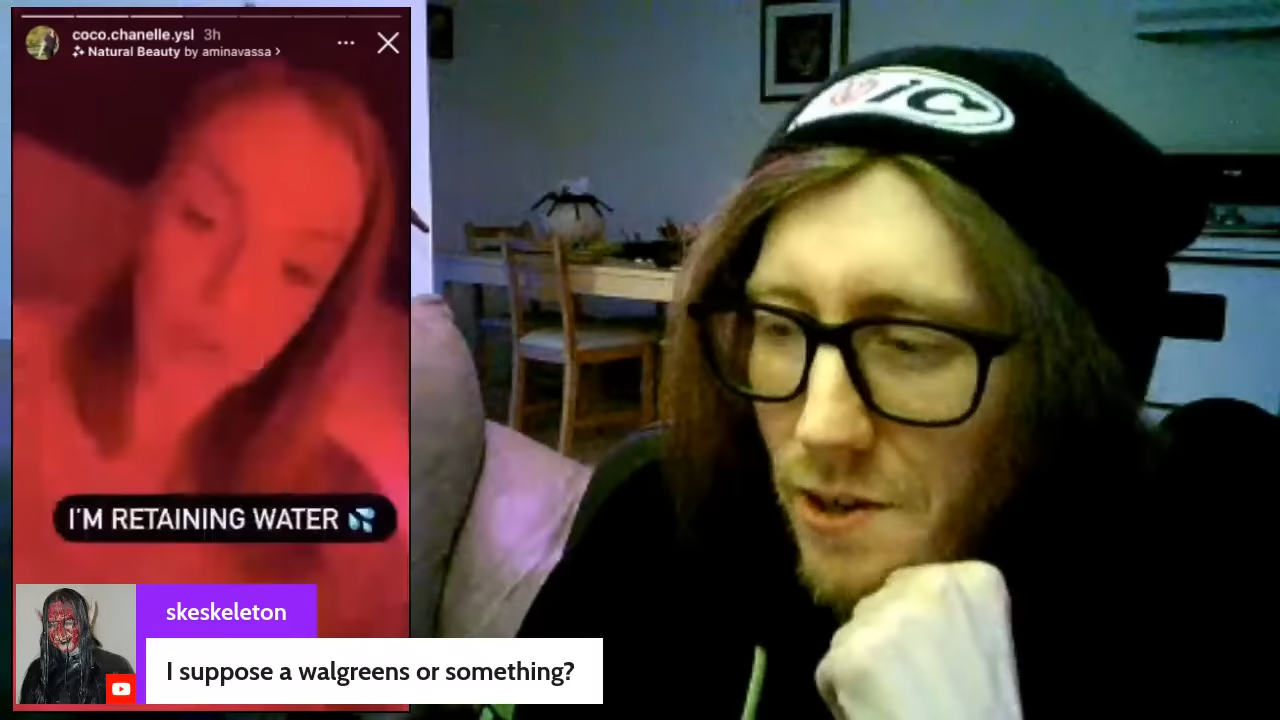 coco.chanelle.ysl 3h
Natural Beauty by aminavassa >
I'M RETAINING WATER 💦
skeskeleton
I suppose a walgreens or something?